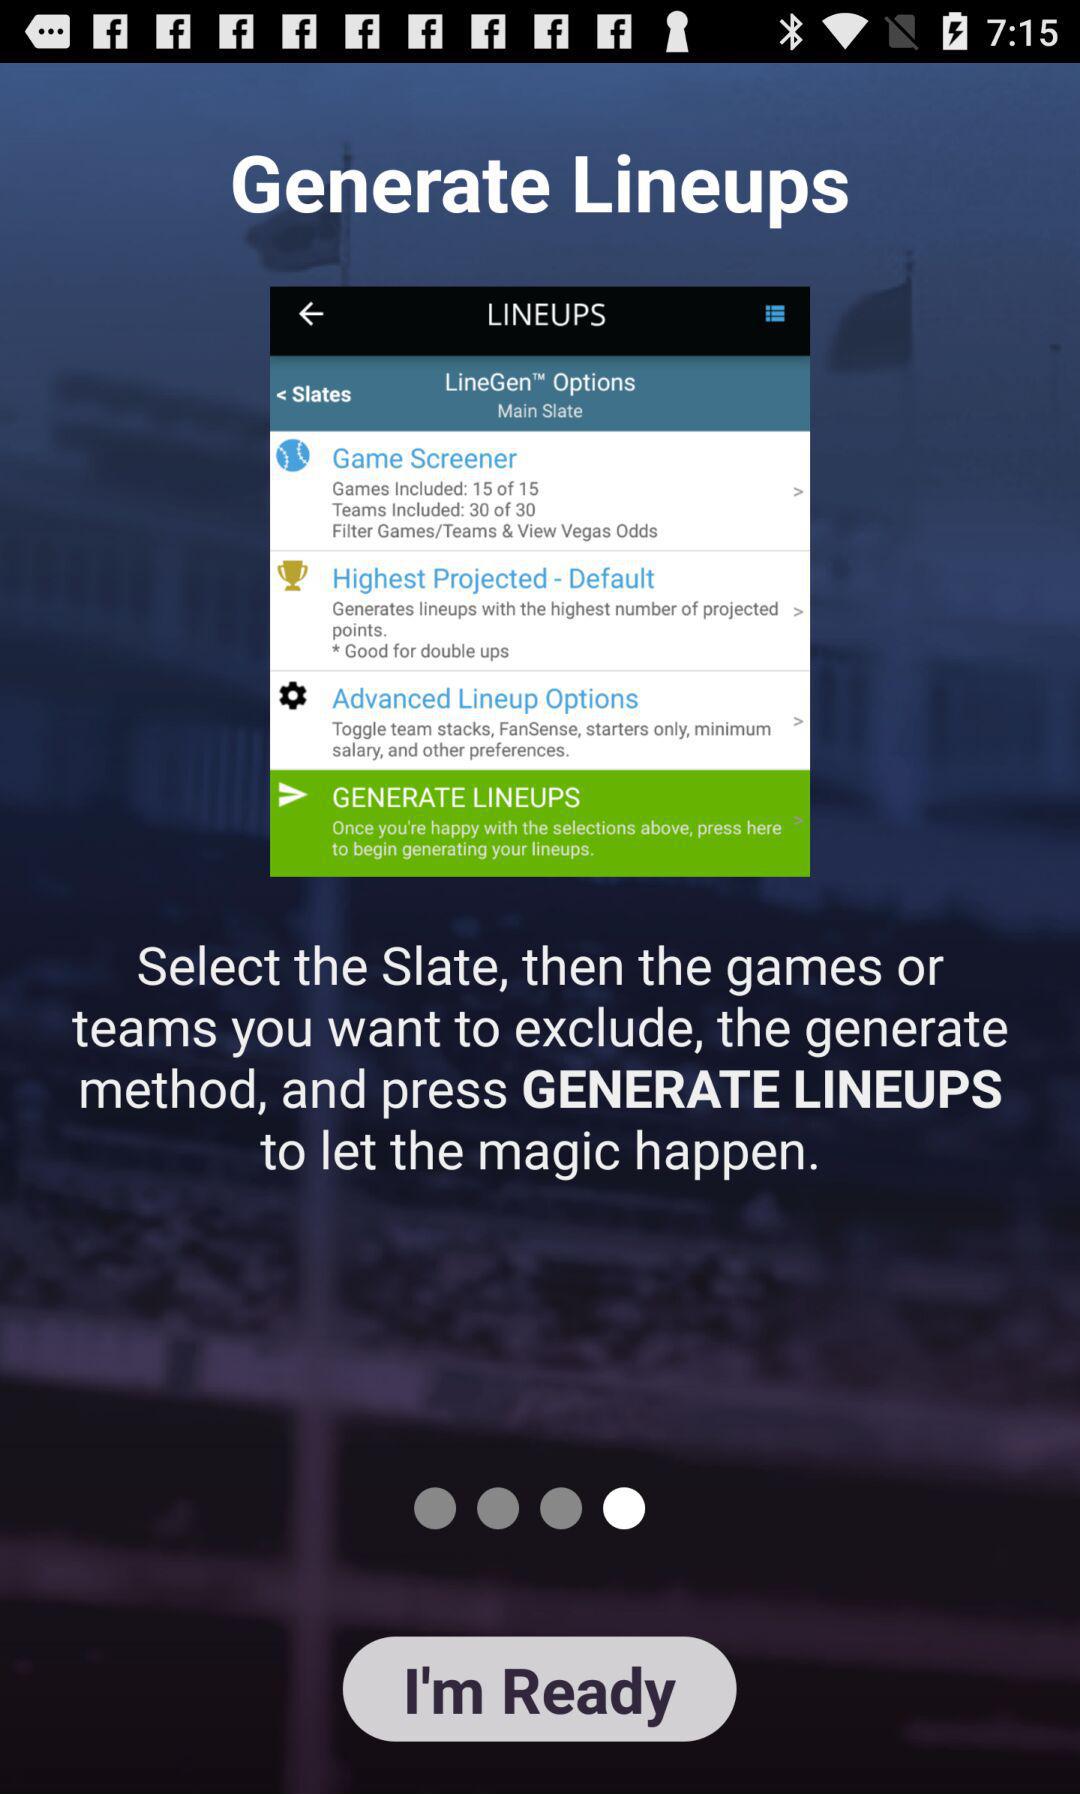 7:15
Generate Lineups
LINEUPS
< Slates
LineGen™ Options
Main Slate
Game Screener
Games Included: 15 of 15
Teams Included: 30 of 30
Filter Games/Teams & View Vegas Odds
>
Highest Projected - Default
Generates lineups with the highest number of projected
points.
* Good for double ups
>
Advanced Lineup Options
Toggle team stacks, FanSense, starters only, minimum
salary, and other preferences.
>
GENERATE LINEUPS
Once you're happy with the selections above, press here
to begin generating your lineups.
>
Select the Slate, then the games or
teams you want to exclude, the generate
method, and press GENERATE LINEUPS
to let the magic happen.
I'm Ready